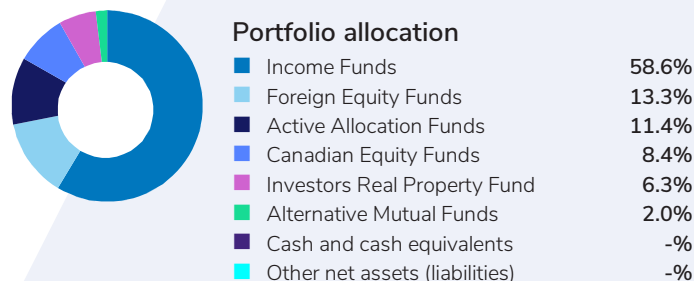 Portfolio allocation
Income Funds 58.6%
Foreign Equity Funds 13.3%
Active Allocation Funds 11.4%
Canadian Equity Funds 8.4%
Investors Real Property Fund 6.3%
Alternative Mutual Funds 2.0%
Cash and cash equivalents -%
Other net assets (liabilities) -%